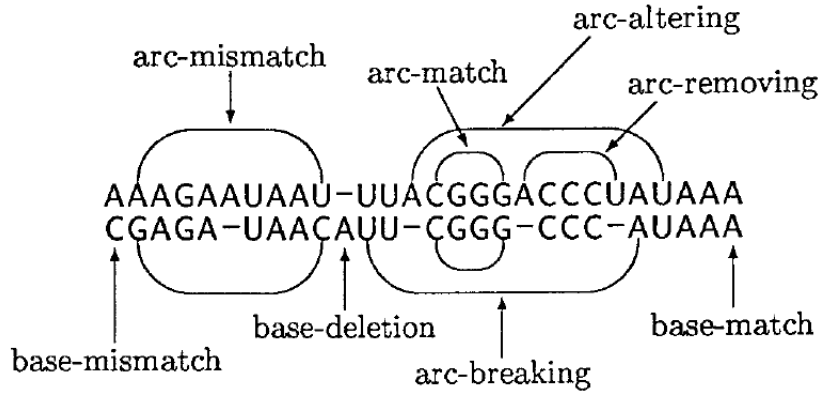 arc-altering
arc-mismatch
arc-match
arc-removing
AAAGAAUAAU-UUACGGGACCCUAUAAA
CGAGA-UAACAUU-CGGG-CCC-AUAAA
base-deletion
base-match
base-mismatch
arc-breaking